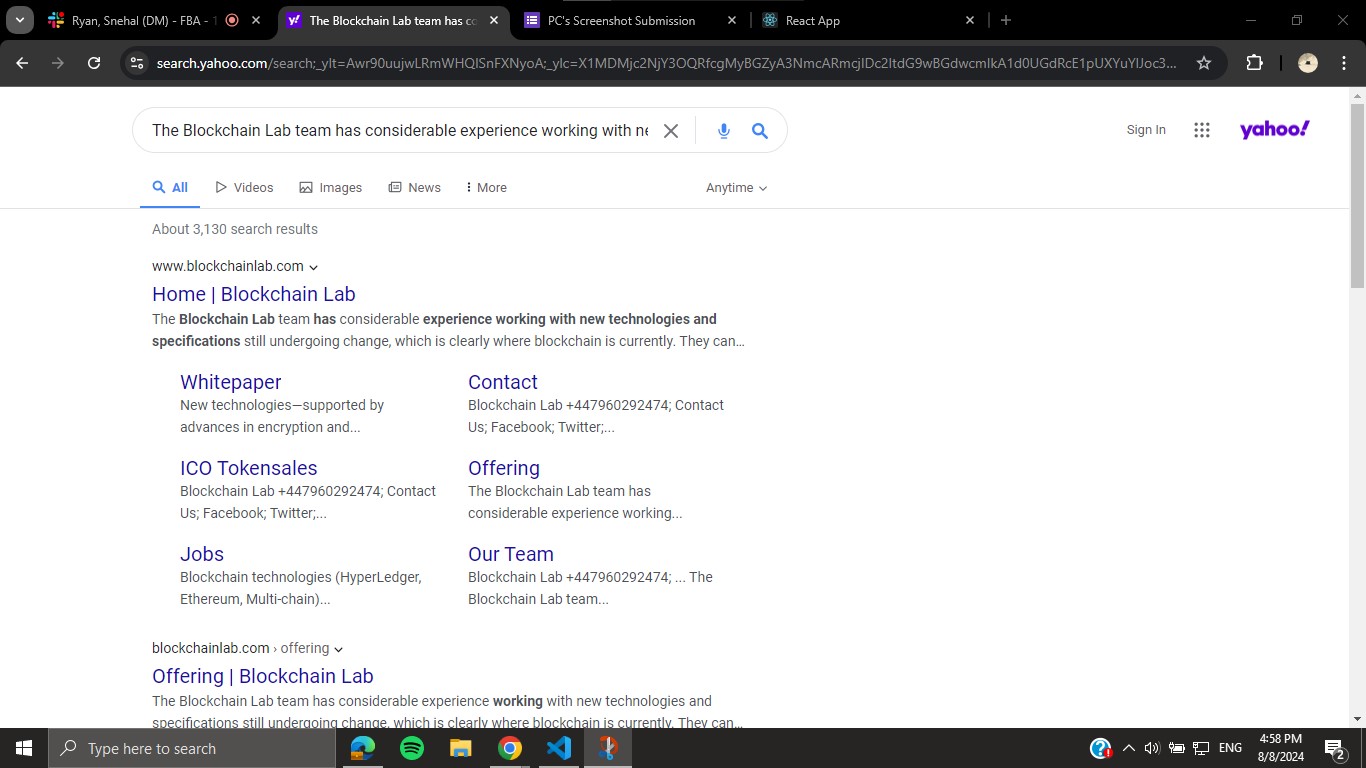 Ryan, Snehal (DM) - FBA - 1
The Blockchain Lab team has co
PC's Screenshot Submission
React App
search.yahoo.com/search;_ylt=Awr90uujwLRmWHQISnFXNyoA;_ylc=X1MDMjc2NjY3OQRfcgMyBGZyA3NmcARmcjIDc2ItdG9wBGdwcmlkA1d0UGdRcE1pUXYuYlJoc3...
The Blockchain Lab team has considerable experience working with ne
Sign In
yahoo!
All
Videos
Images
News
More
Anytime
About 3,130 search results
www.blockchainlab.com
Home | Blockchain Lab
The Blockchain Lab team has considerable experience working with new technologies and
specifications still undergoing change, which is clearly where blockchain is currently. They can...
Whitepaper
New technologies—supported by
advances in encryption and...
Contact
Blockchain Lab +447960292474; Contact
Us; Facebook; Twitter;...
ICO Tokensales
Blockchain Lab +447960292474; Contact
Us; Facebook; Twitter;...
Offering
The Blockchain Lab team has
considerable experience working...
Jobs
Blockchain technologies (HyperLedger,
Ethereum, Multi-chain)...
Our Team
Blockchain Lab +447960292474; ... The
Blockchain Lab team...
blockchainlab.com › offering
Offering | Blockchain Lab
The Blockchain Lab team has considerable experience working with new technologies and
specifications still undergoing change, which is clearly where blockchain is currently. They can...
Type here to search
ENG
4:58 PM
8/8/2024
2